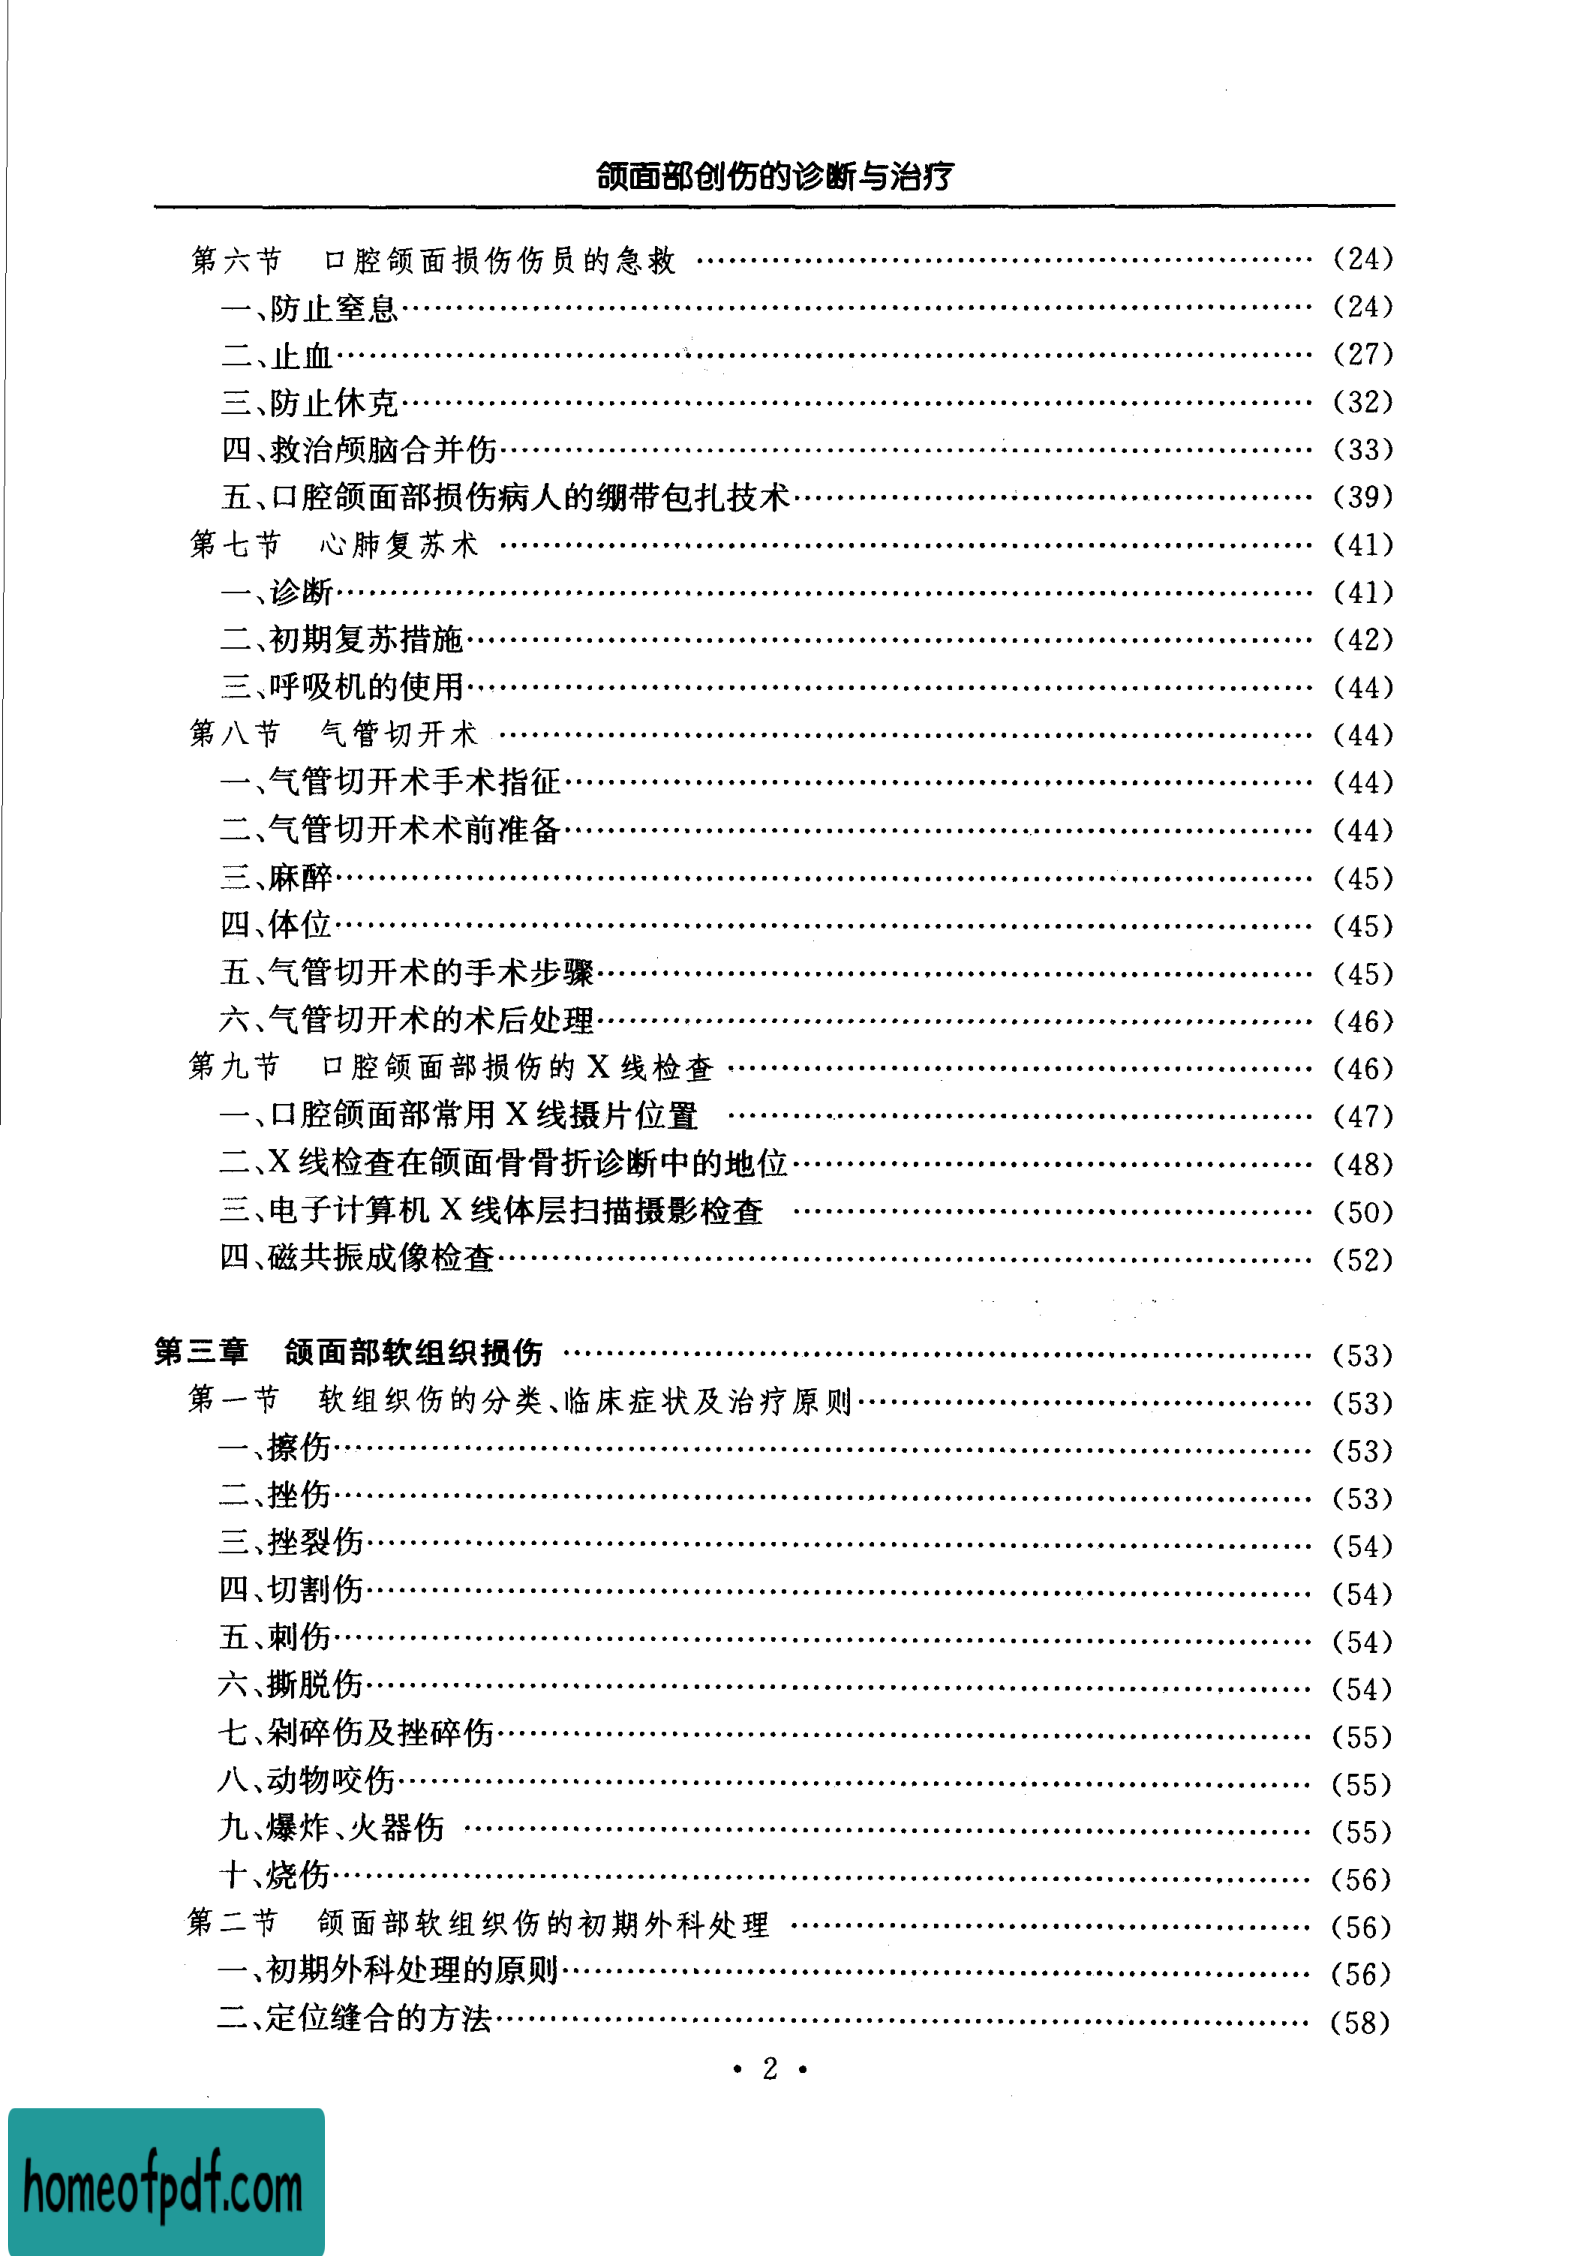 颌面部创伤的诊断与治疗
第六节 口腔颌面损伤伤员的急救 …… (24)
一、防止窒息…… (24)
二、止血…… (27)
三、防止休克…… (32)
四、救治颅脑合并伤…… (33)
五、口腔颌面部损伤病人的绷带包扎技术…… (39)
第七节 心肺复苏术 …… (41)
一、诊断…… (41)
二、初期复苏措施…… (42)
三、呼吸机的使用…… (44)
第八节 气管切开术 …… (44)
一、气管切开术手术指征…… (44)
二、气管切开术术前准备…… (44)
三、麻醉…… (45)
四、体位…… (45)
五、气管切开术的手术步骤…… (45)
六、气管切开术的术后处理…… (46)
第九节 口腔颌面部损伤的 X 线检查 …… (46)
一、口腔颌面部常用 X 线摄片位置 …… (47)
二、X 线检查在颌面骨骨折诊断中的地位…… (48)
三、电子计算机 X 线体层扫描摄影检查 …… (50)
四、磁共振成像检查…… (52)
第三章 颌面部软组织损伤 …… (53)
第一节 软组织伤的分类、临床症状及治疗原则…… (53)
一、擦伤…… (53)
二、挫伤…… (53)
三、挫裂伤…… (54)
四、切割伤…… (54)
五、刺伤…… (54)
六、撕脱伤…… (54)
七、剁碎伤及挫碎伤…… (55)
八、动物咬伤…… (55)
九、爆炸、火器伤 …… (55)
十、烧伤…… (56)
第二节 颌面部软组织伤的初期外科处理 …… (56)
一、初期外科处理的原则…… (56)
二、定位缝合的方法…… (58)
· 2 ·
homeofpdf.com